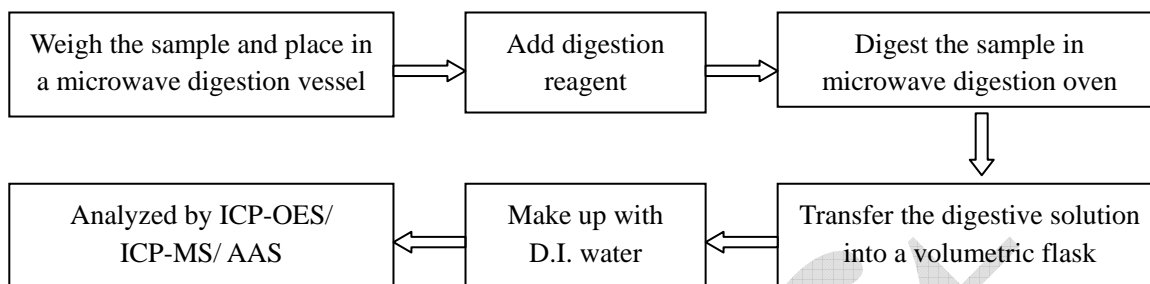 Weigh the sample and place in
a microwave digestion vessel
Add digestion
reagent
Digest the sample in
microwave digestion oven
Transfer the digestive solution
into a volumetric flask
Make up with
D.I. water
Analyzed by ICP-OES/
ICP-MS/ AAS